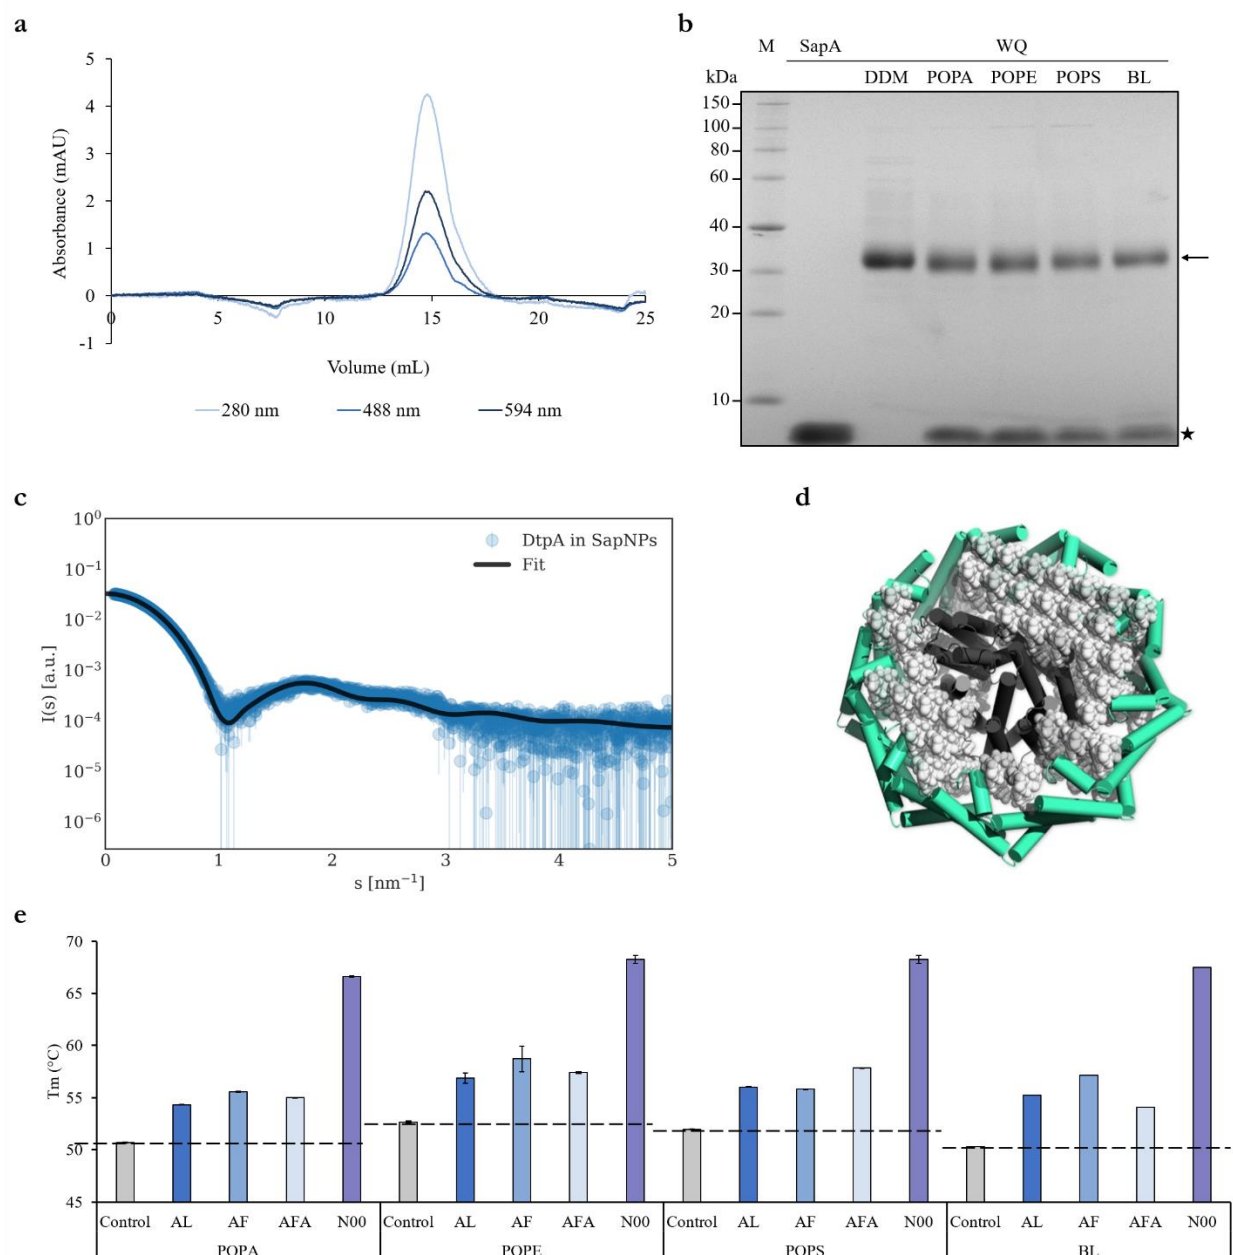 a
5
4
3
2
1
0
-1
Absorbance (mAU)
0 5 10 15 20 25
Volume (mL)
280 nm 488 nm 594 nm
b
M SapA WQ
kDa DDM POPA POPE POPS BL
150
100
80
60
40
30
20
10
c
10⁰
10⁻¹
10⁻²
10⁻³
10⁻⁴
10⁻⁵
10⁻⁶
I(s) [a.u.]
DtpA in SapNPs
Fit
0 1 2 3 4 5
s [nm⁻¹]
d
e
70
65
60
55
50
45
Tm (°C)
Control AL AF AFA N00 Control AL AF AFA N00 Control AL AF AFA N00 Control AL AF AFA N00
POPA POPE POPS BL